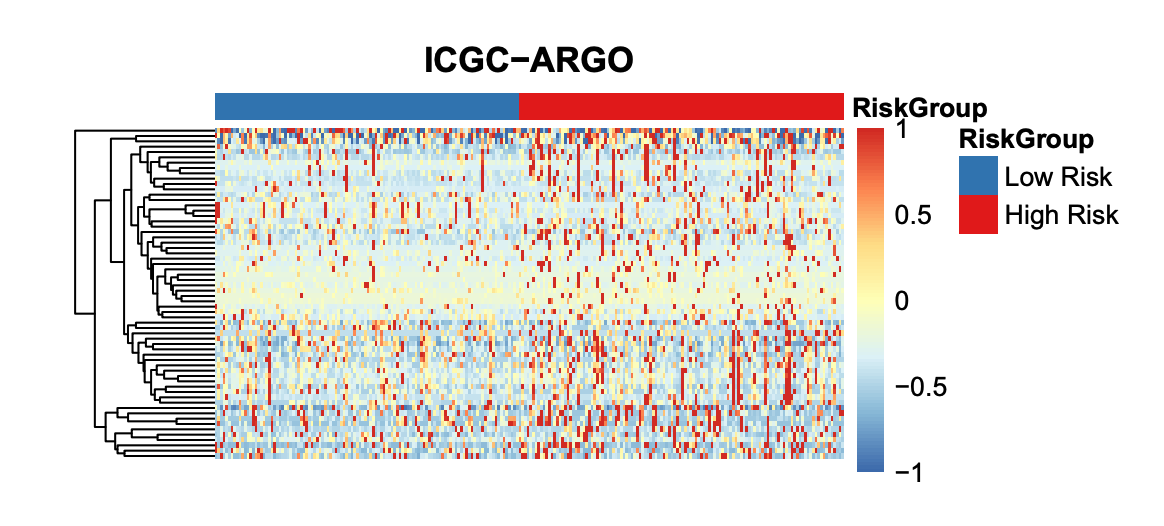 ICGC−ARGO
RiskGroup
1
0.5
0
−0.5
−1
RiskGroup
Low Risk
High Risk